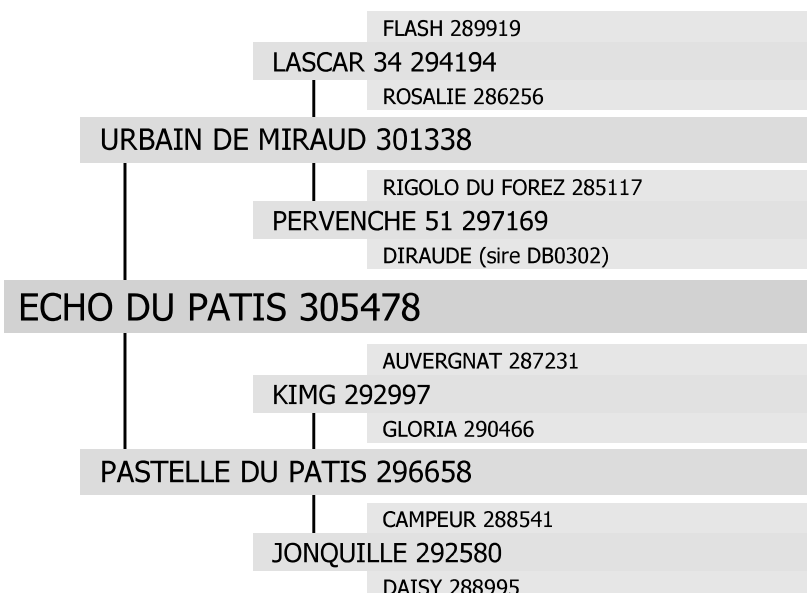 FLASH 289919
LASCAR 34 294194
ROSALIE 286256
URBAIN DE MIRAUD 301338
RIGOLO DU FOREZ 285117
PERVENCHE 51 297169
DIRAUDE (sire DB0302)
ECHO DU PATIS 305478
AUVERGNAT 287231
KIMG 292997
GLORIA 290466
PASTELLE DU PATIS 296658
CAMPEUR 288541
JONQUILLE 292580
DAISY 288995